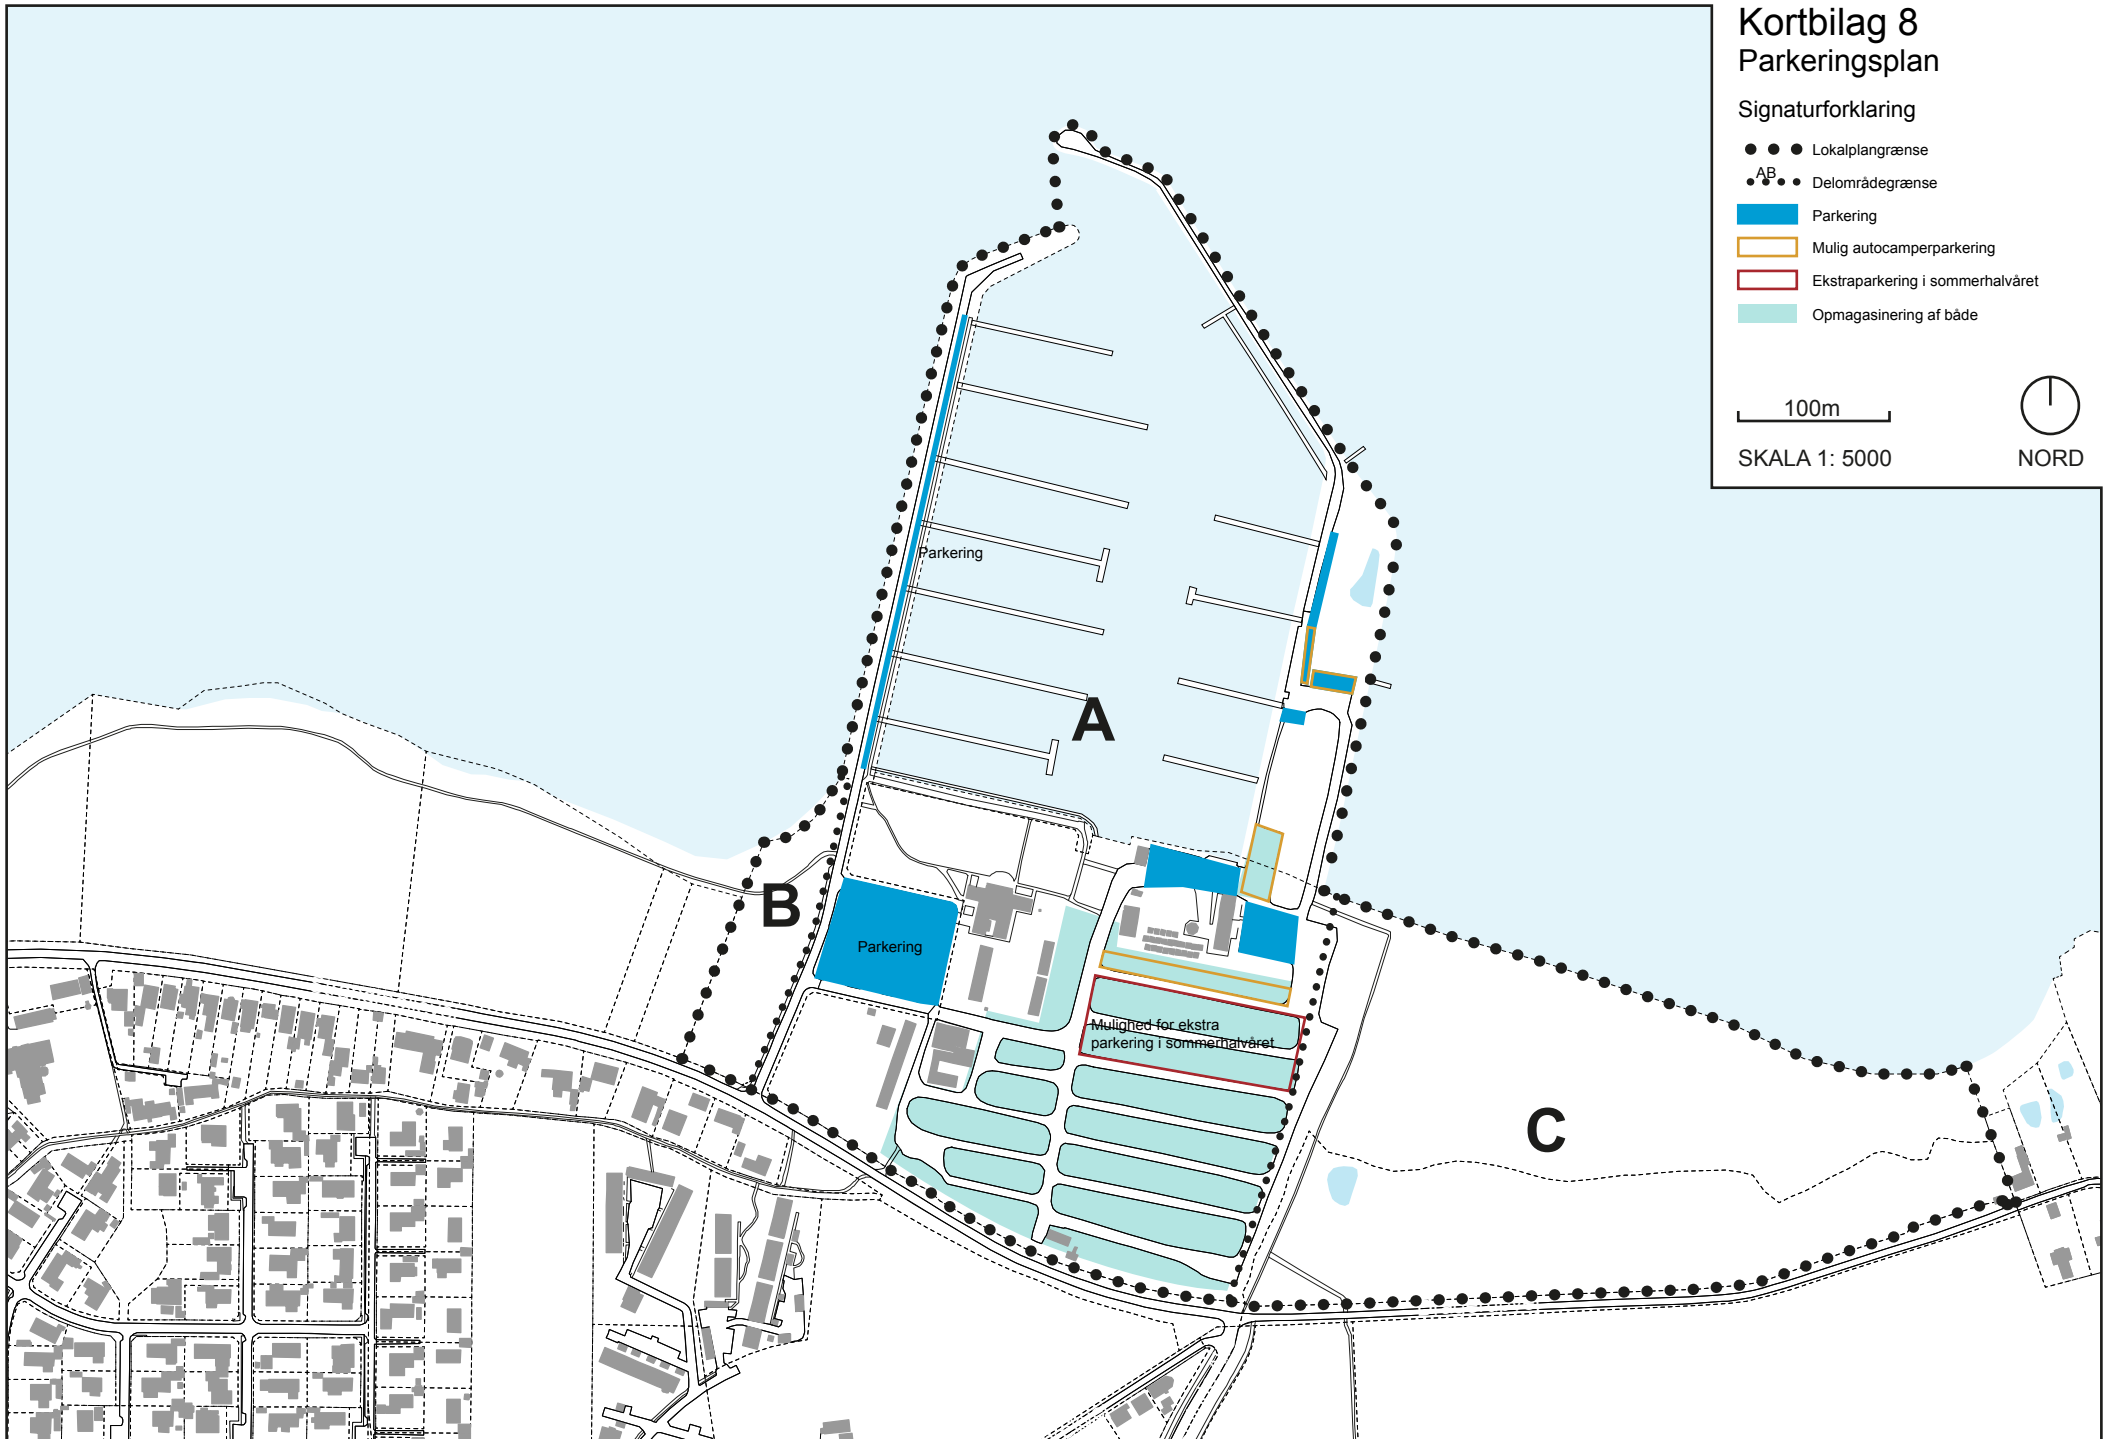 Kortbilag 8
Parkeringsplan
Signaturforklaring
Lokalplangrænse
AB
Delområdegrænse
Parkering
Mulig autocamperparkering
Ekstraparkering i sommerhalvåret
Opmagasinering af både
100m
SKALA 1: 5000
NORD
Parkering
A
B
Parkering
Mulighed for ekstra
parkering i sommerhalvåret
C